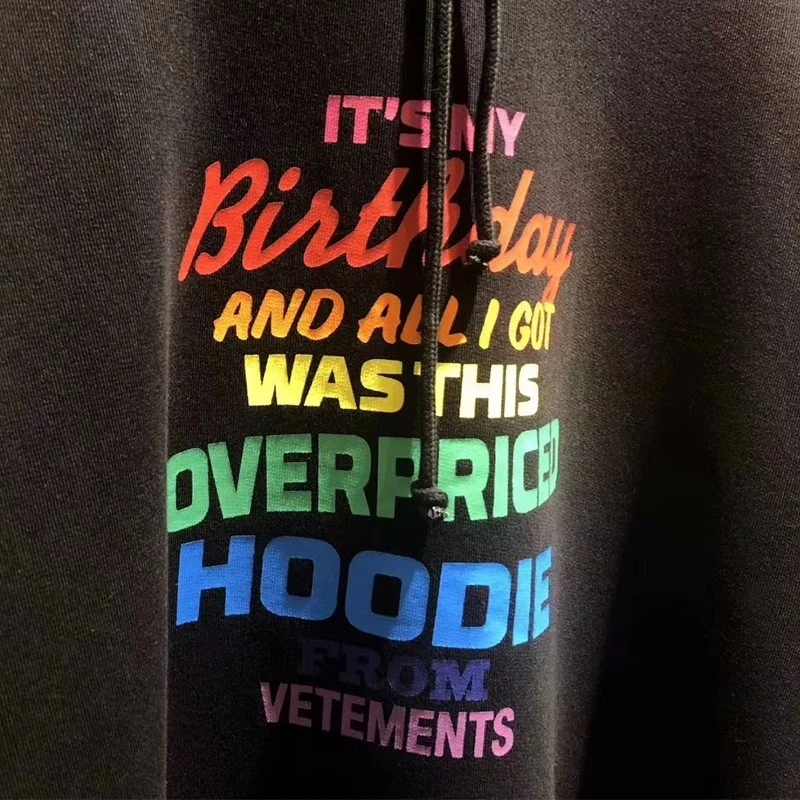 IT'S MY
Birthday
AND ALL I GOT
WAS THIS
OVERPRICED
HOODIE
FROM
VETEMENTS